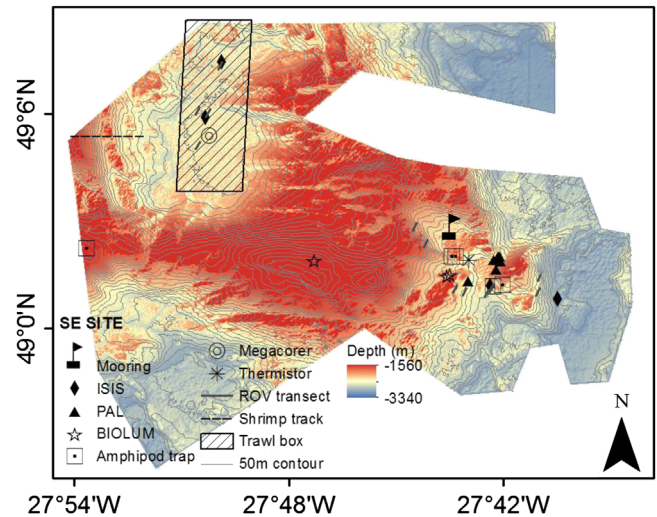 49°6'N
49°0'N
SE SITE
Mooring
ISIS
PAL
BIOLUM
Amphipod trap
Megacorer
Thermistor
ROV transect
Shrimp track
Trawl box
50m contour
Depth (m)
-1560
-3340
N
27°54'W
27°48'W
27°42'W